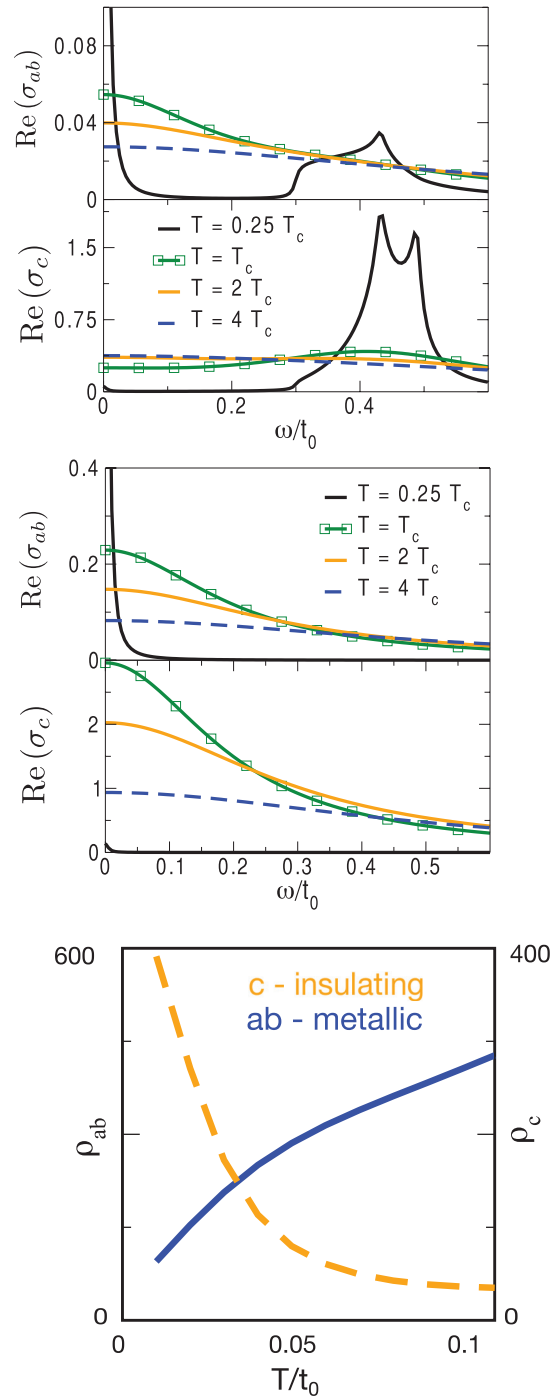 0.08
Re (σab)
0.04
0
T = 0.25 Tc
T = Tc
T = 2 Tc
T = 4 Tc
1.5
Re (σc)
0.75
0
0 0.2 0.4
ω/t0
0.4
Re (σab)
0.2
0
T = 0.25 Tc
T = Tc
T = 2 Tc
T = 4 Tc
2
Re (σc)
1
0
0 0.1 0.2 0.3 0.4 0.5
ω/t0
600 400
c - insulating
ab - metallic
ρab ρc
0 0
0 0.05 0.1
T/t0